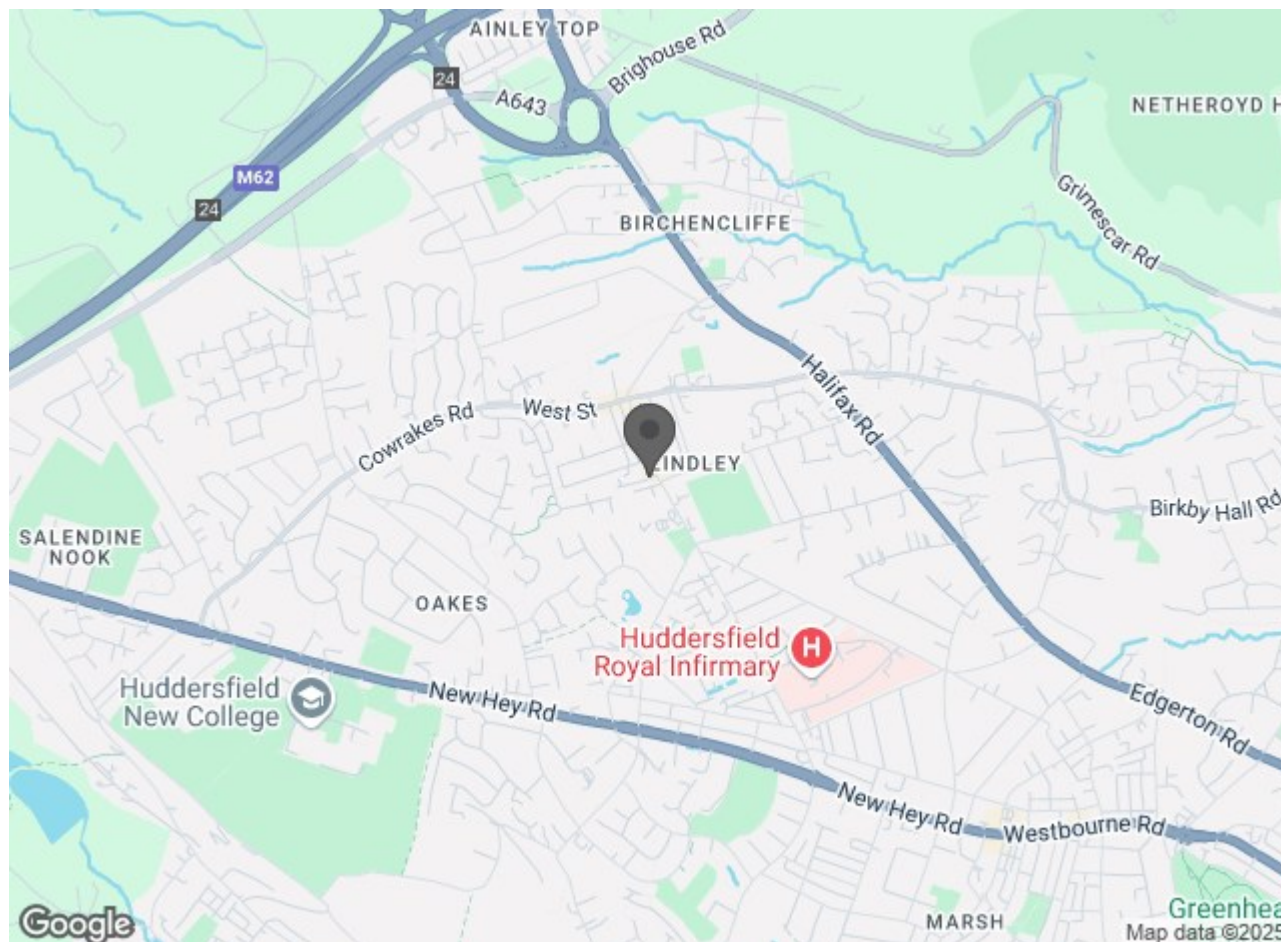 AINLEY TOP
Brighouse Rd
24
A643
NETHEROYD H
M62
24
Grimescar Rd
BIRCHENCLIFFE
Halifax Rd
West St
Cowrakes Rd
LINDLEY
Birkby Hall Rd
SALENDINE
NOOK
OAKES
Huddersfield
Royal Infirmary
H
Huddersfield
New College
New Hey Rd
Edgerton Rd
New Hey Rd
Westbourne Rd
Greenhea
MARSH
Google
Map data ©2025